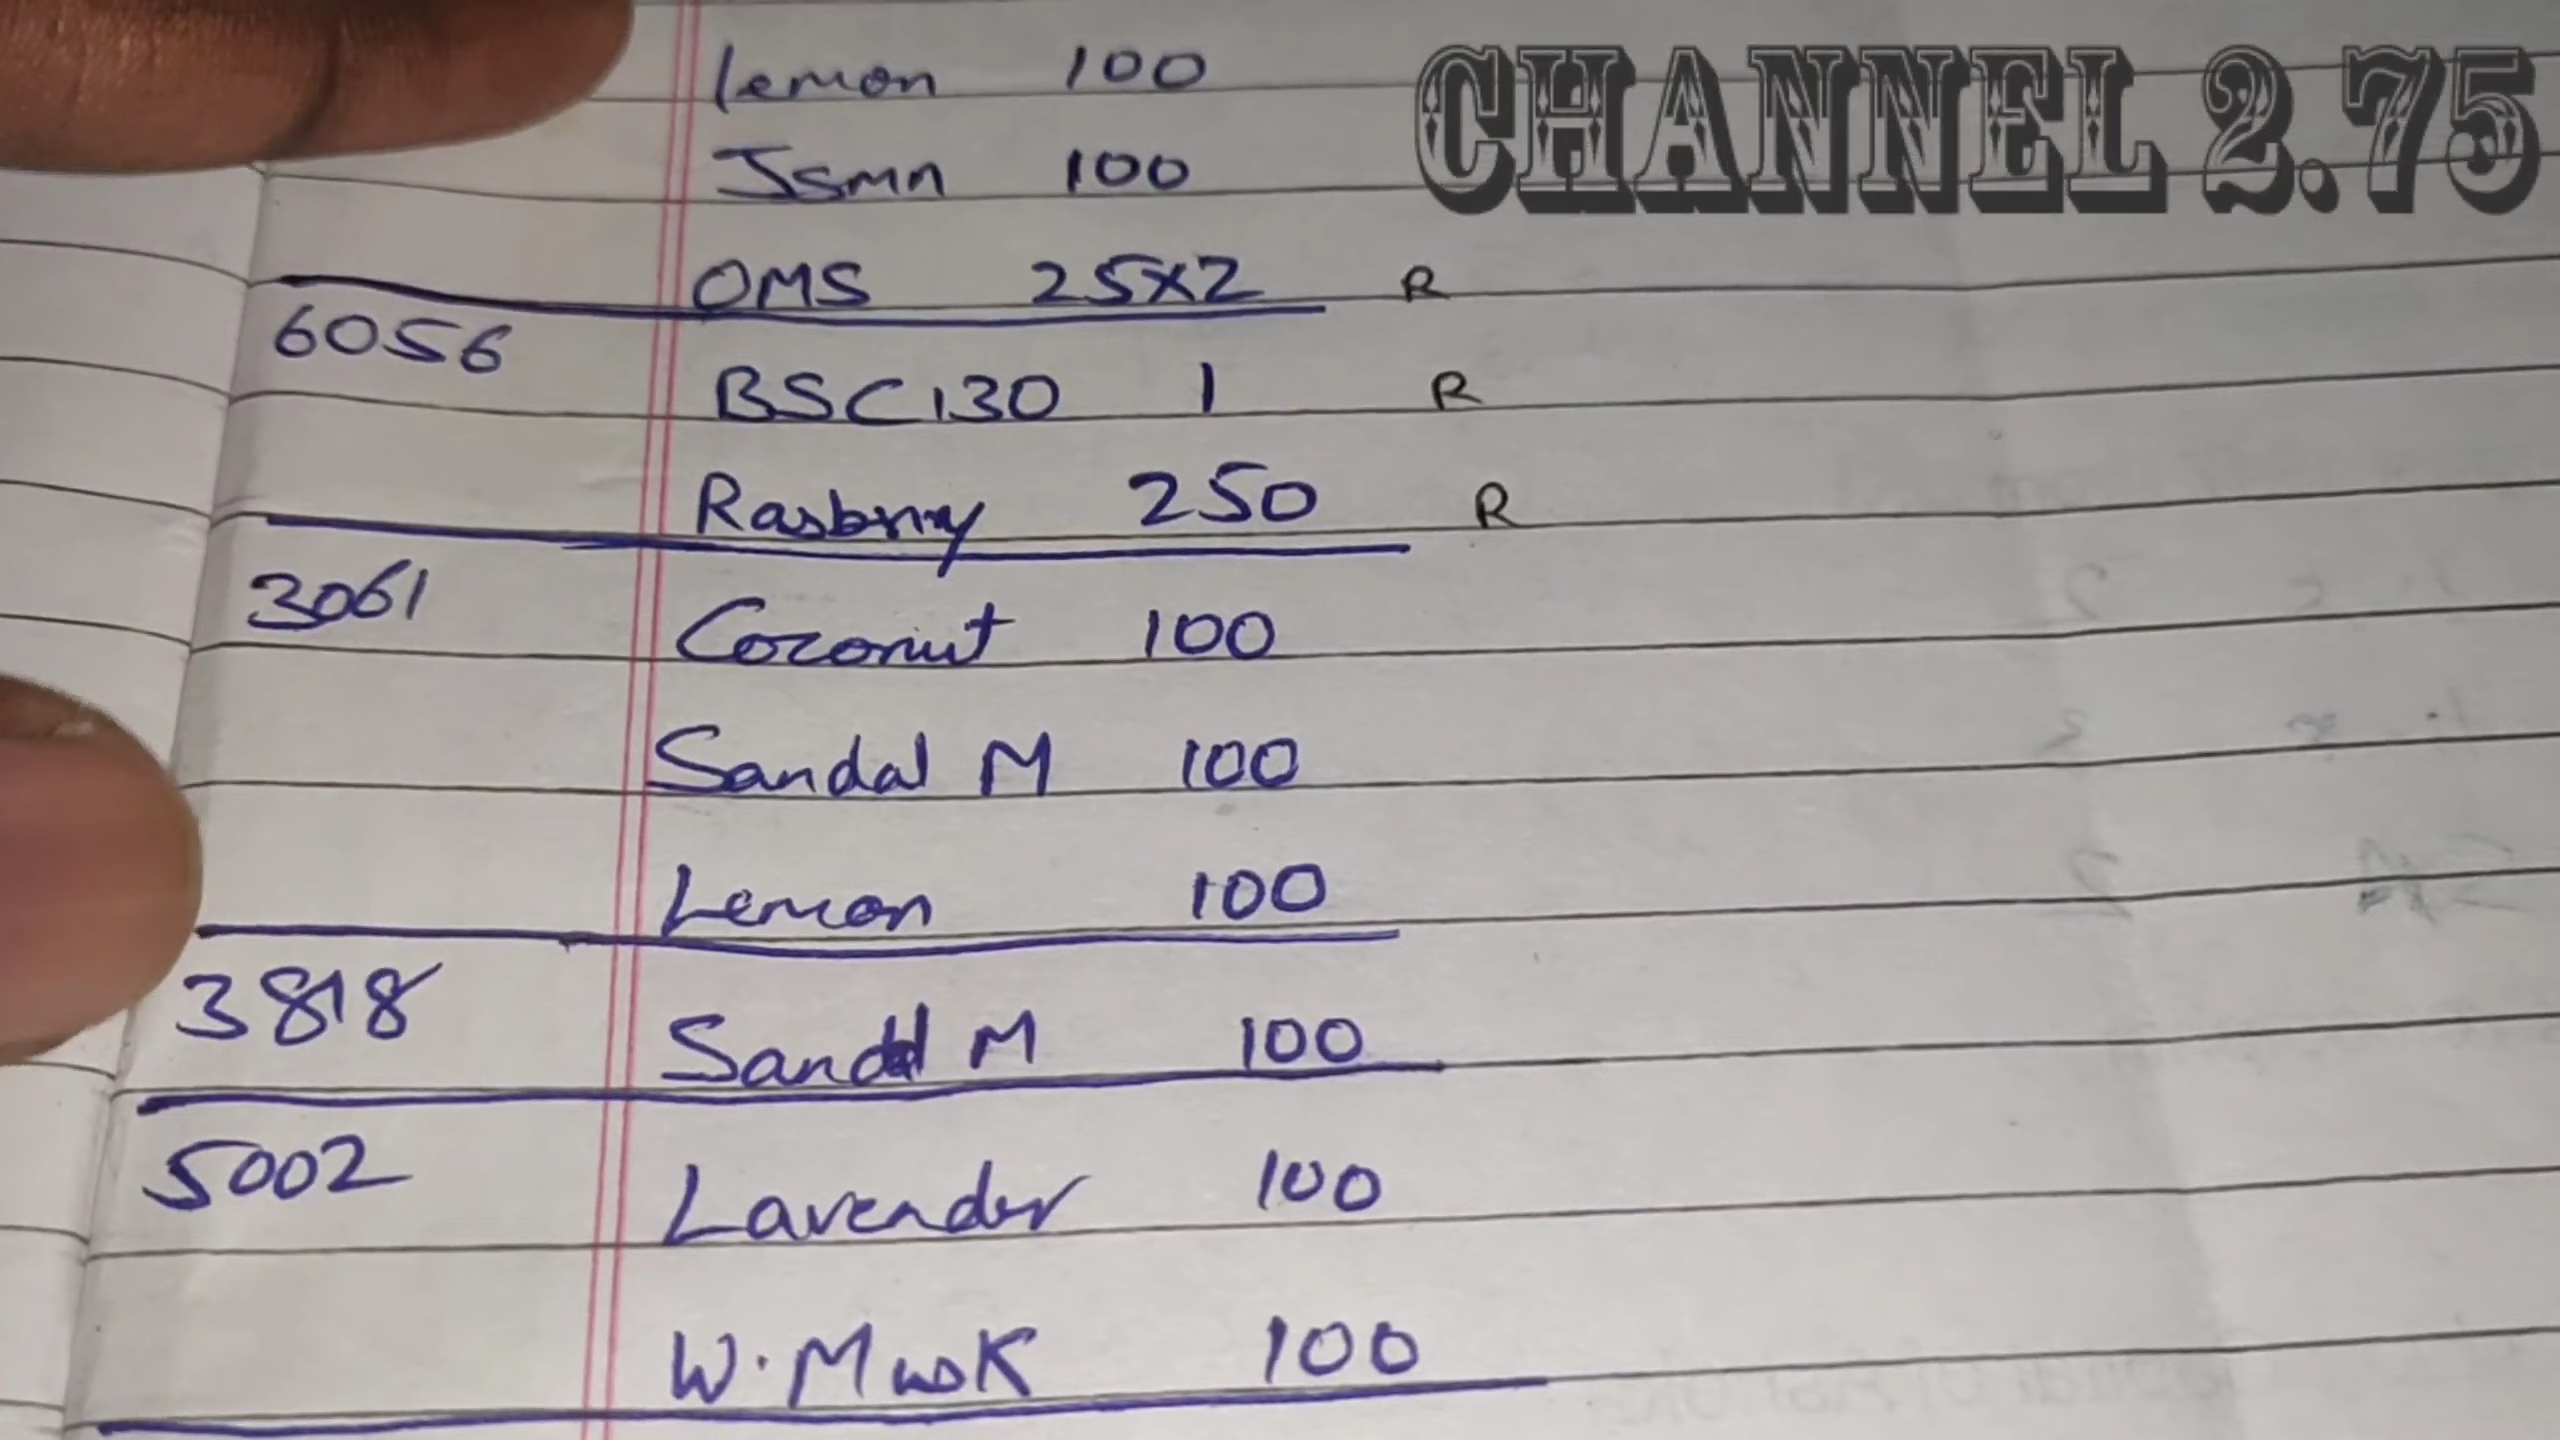 CHANNEL 2.75
lemon 100
Jsmn 100
OMS 25x2 R
6056 BSC130 1 R
Rasbrry 250 R
3061 Coconut 100
Sandal M 100
Lemon 100
3818 Sandal M 100
5002 Lavender 100
W. Musk 100